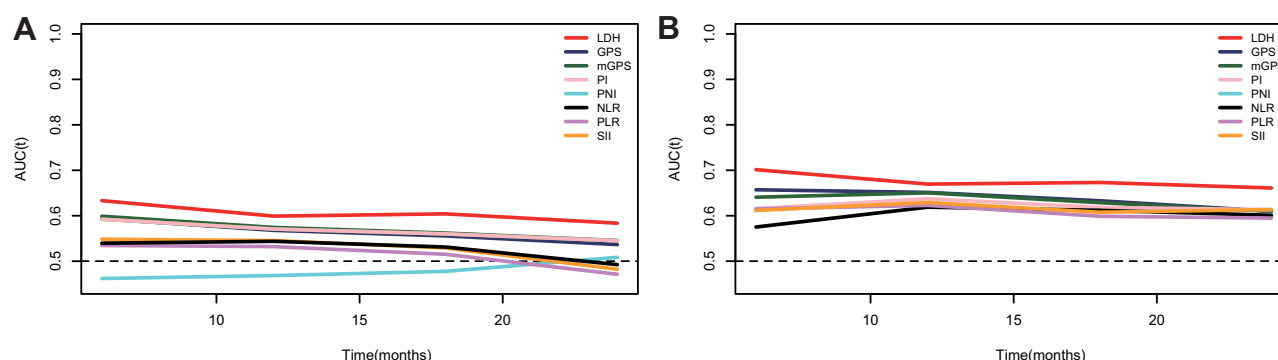 A
1.0
0.9
0.8
0.7
0.6
0.5
AUC(t)
10
15
20
Time(months)
LDH
GPS
mGPS
PI
PNI
NLR
PLR
SII
B
1.0
0.9
0.8
0.7
0.6
0.5
AUC(t)
10
15
20
Time(months)
LDH
GPS
mGP
PI
PNI
NLR
PLR
SII